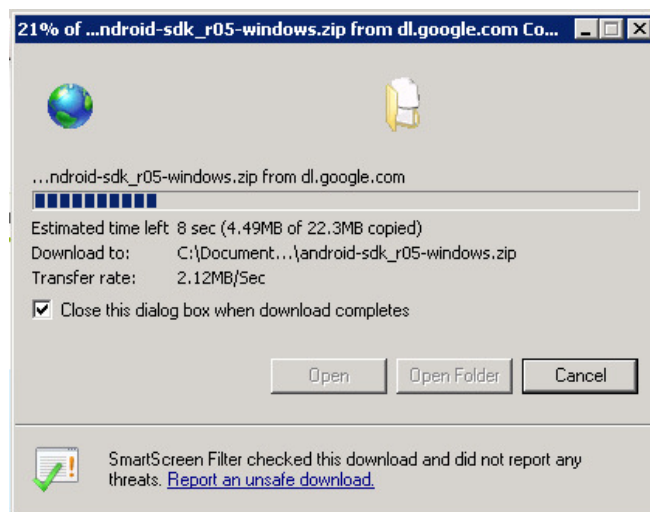 21% of ...ndroid-sdk_r05-windows.zip from dl.google.com Co...
...ndroid-sdk_r05-windows.zip from dl.google.com
Estimated time left 8 sec (4.49MB of 22.3MB copied)
Download to: C:\Document...\android-sdk_r05-windows.zip
Transfer rate: 2.12MB/Sec
Close this dialog box when download completes
Open Open Folder Cancel
SmartScreen Filter checked this download and did not report any
threats. Report an unsafe download.